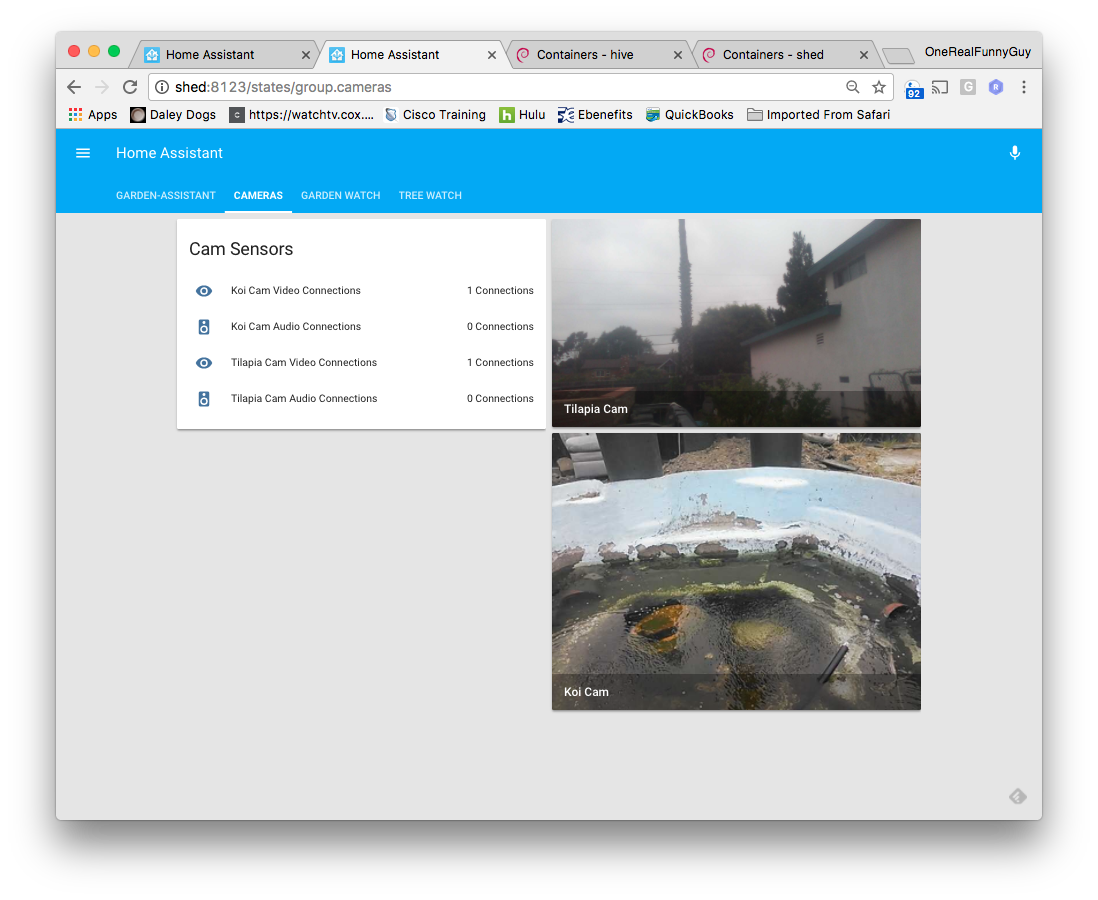 Home Assistant
Home Assistant
Containers - hive
Containers - shed
OneRealFunnyGuy
shed:8123/states/group.cameras
92
G
R
Apps
Daley Dogs
C
https://watchtv.cox....
Cisco Training
h
Hulu
Ebenefits
QuickBooks
Imported From Safari
Home Assistant
GARDEN-ASSISTANT
CAMERAS
GARDEN WATCH
TREE WATCH
Cam Sensors
Koi Cam Video Connections 1 Connections
Koi Cam Audio Connections 0 Connections
Tilapia Cam Video Connections 1 Connections
Tilapia Cam Audio Connections 0 Connections
Tilapia Cam
Koi Cam